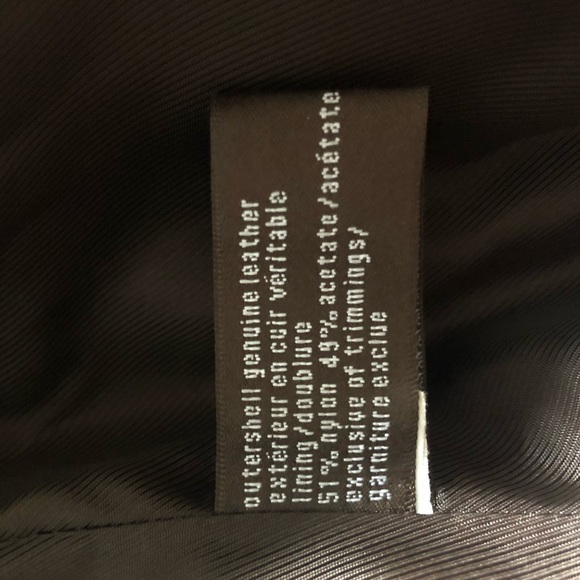 outershell genuine leather
extérieur en cuir véritable
lining/doublure
51% nylon 49% acetate/acétate
exclusive of trimmings/
garniture exclue